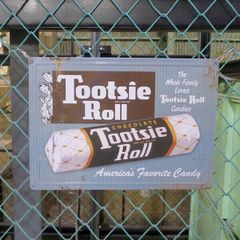 Tootsie
Roll
The
Whole Family
Loves
Tootsie Roll
Candies
CHOCOLATE
Tootsie
Roll
America's Favorite Candy